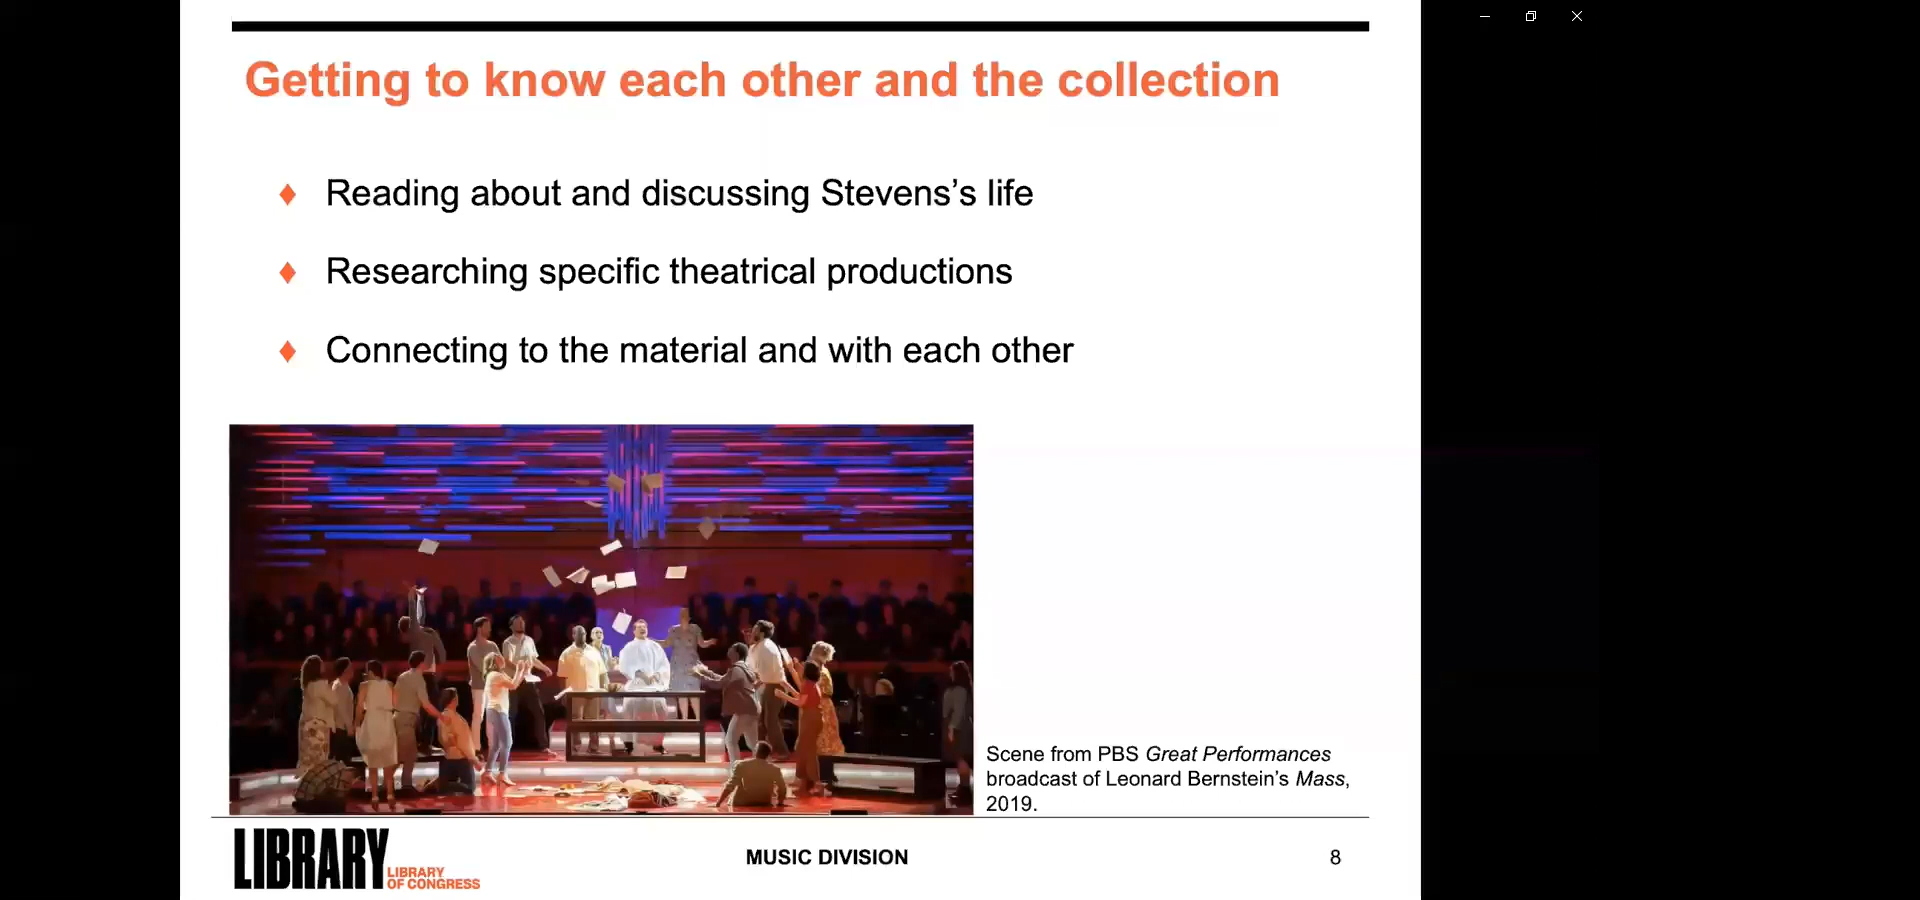 Getting to know each other and the collection
♦ Reading about and discussing Stevens’s life
♦ Researching specific theatrical productions
♦ Connecting to the material and with each other
Scene from PBS Great Performances
broadcast of Leonard Bernstein’s Mass,
2019.
LIBRARY
LIBRARY
OF CONGRESS
MUSIC DIVISION
8